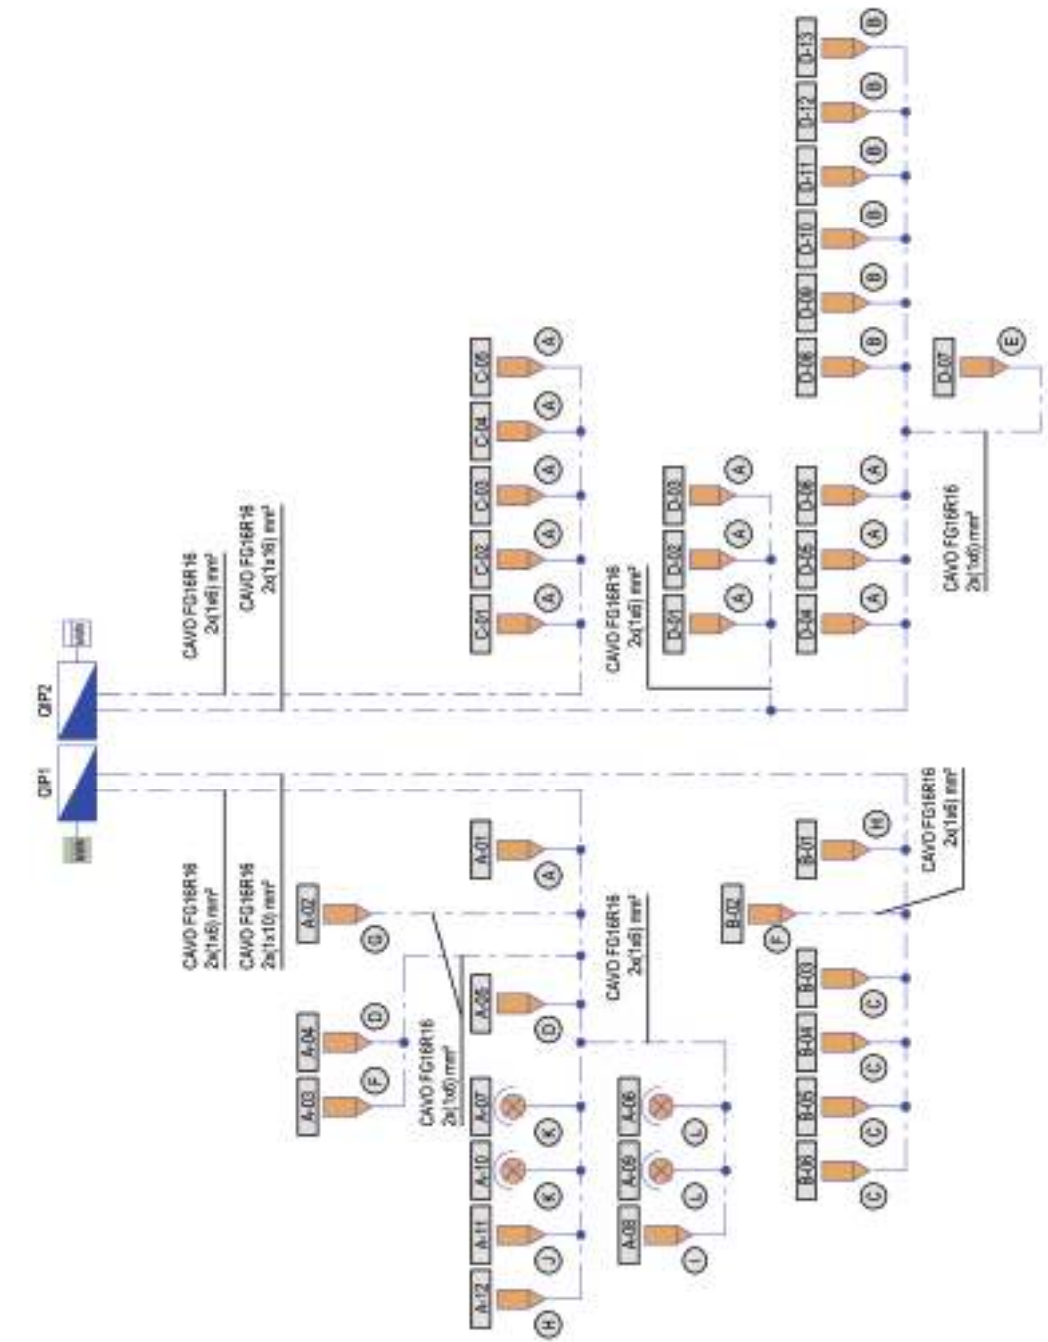 QIP1
QIP2
CAVO FG16R16
2x(1x6) mm²
CAVO FG16R16
2x(1x10) mm²
CAVO FG16R16
2x(1x6) mm²
CAVO FG16R16
2x(1x16) mm²
A-03
F
A-04
D
A-02
G
CAVO FG16R16
2x(1x6) mm²
A-12
H
A-11
J
A-10
K
A-07
K
A-05
D
A-01
A
C-01
A
C-02
A
C-03
A
C-04
A
C-05
A
A-08
I
A-09
L
A-06
L
CAVO FG16R16
2x(1x6) mm²
CAVO FG16R16
2x(1x6) mm²
D-01
A
D-02
A
D-03
A
B-02
F
B-06
C
B-05
C
B-04
C
B-03
C
B-01
H
CAVO FG16R16
2x(1x6) mm²
D-04
A
D-05
A
D-06
A
D-08
B
D-09
B
D-10
B
D-11
B
D-12
B
D-13
B
D-07
E
CAVO FG16R16
2x(1x6) mm²